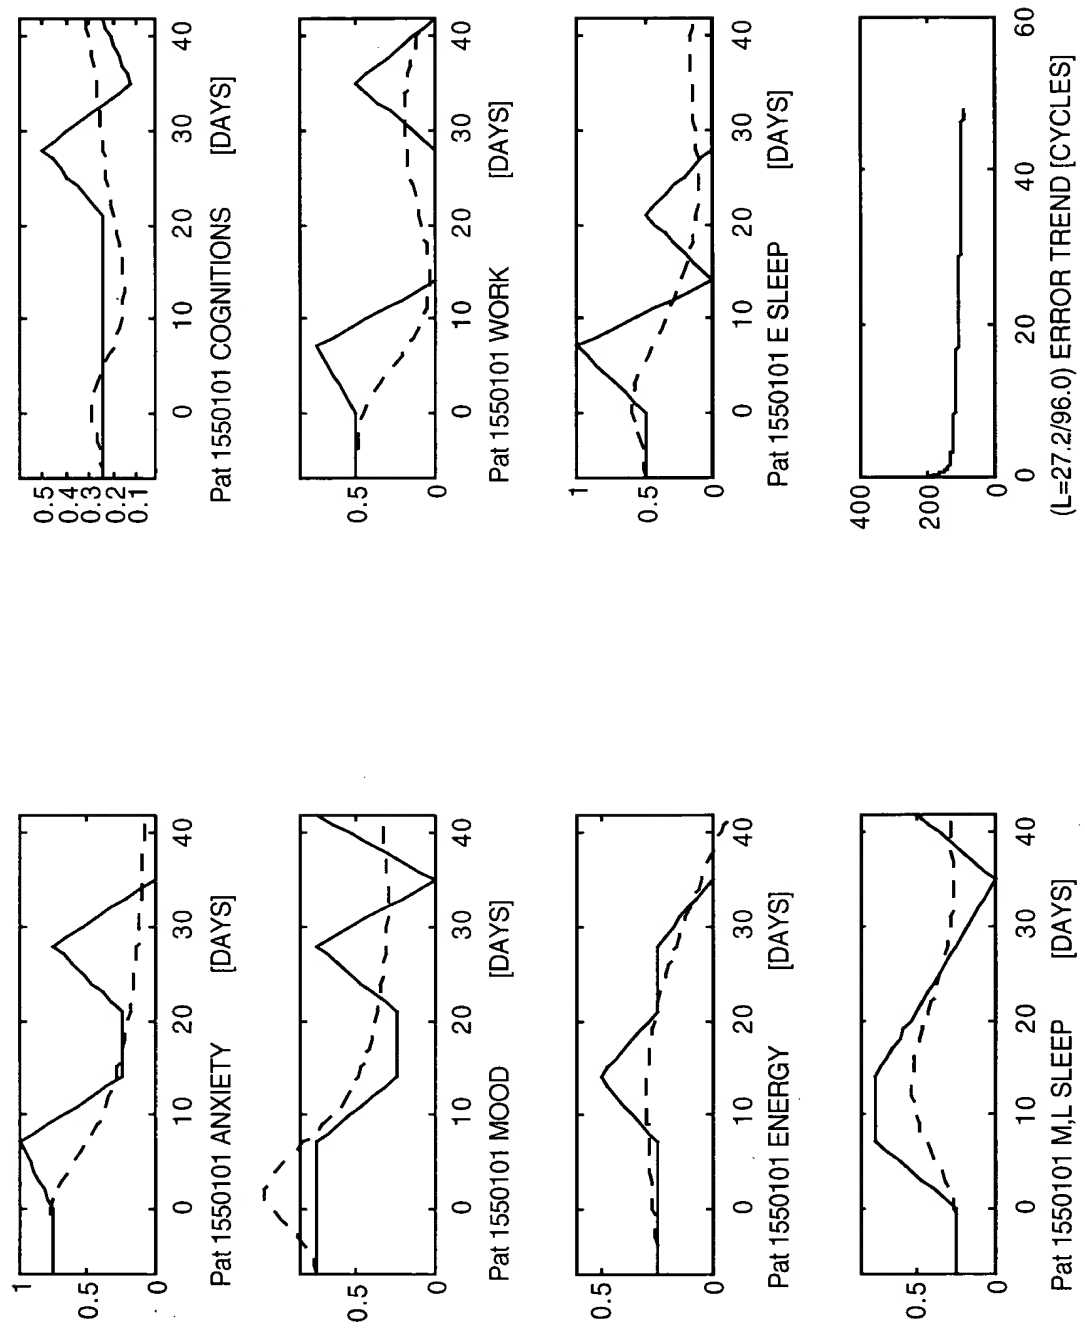 1
0.5
0
0 10 20 30 40
Pat 1550101 ANXIETY [DAYS]
0.5
0.4
0.3
0.2
0.1
0 10 20 30 40
Pat 1550101 COGNITIONS [DAYS]
0.5
0
0 10 20 30 40
Pat 1550101 MOOD [DAYS]
0.5
0
0 10 20 30 40
Pat 1550101 WORK [DAYS]
0.5
0
0 10 20 30 40
Pat 1550101 ENERGY [DAYS]
1
0.5
0
0 10 20 30 40
Pat 1550101 E SLEEP [DAYS]
0.5
0
0 10 20 30 40
Pat 1550101 M,L SLEEP [DAYS]
400
200
0
0 20 40 60
(L=27.2/96.0) ERROR TREND [CYCLES]